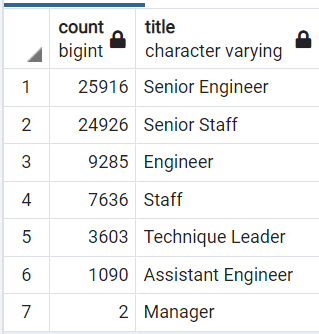 count title
bigint character varying
1 25916 Senior Engineer
2 24926 Senior Staff
3 9285 Engineer
4 7636 Staff
5 3603 Technique Leader
6 1090 Assistant Engineer
7 2 Manager